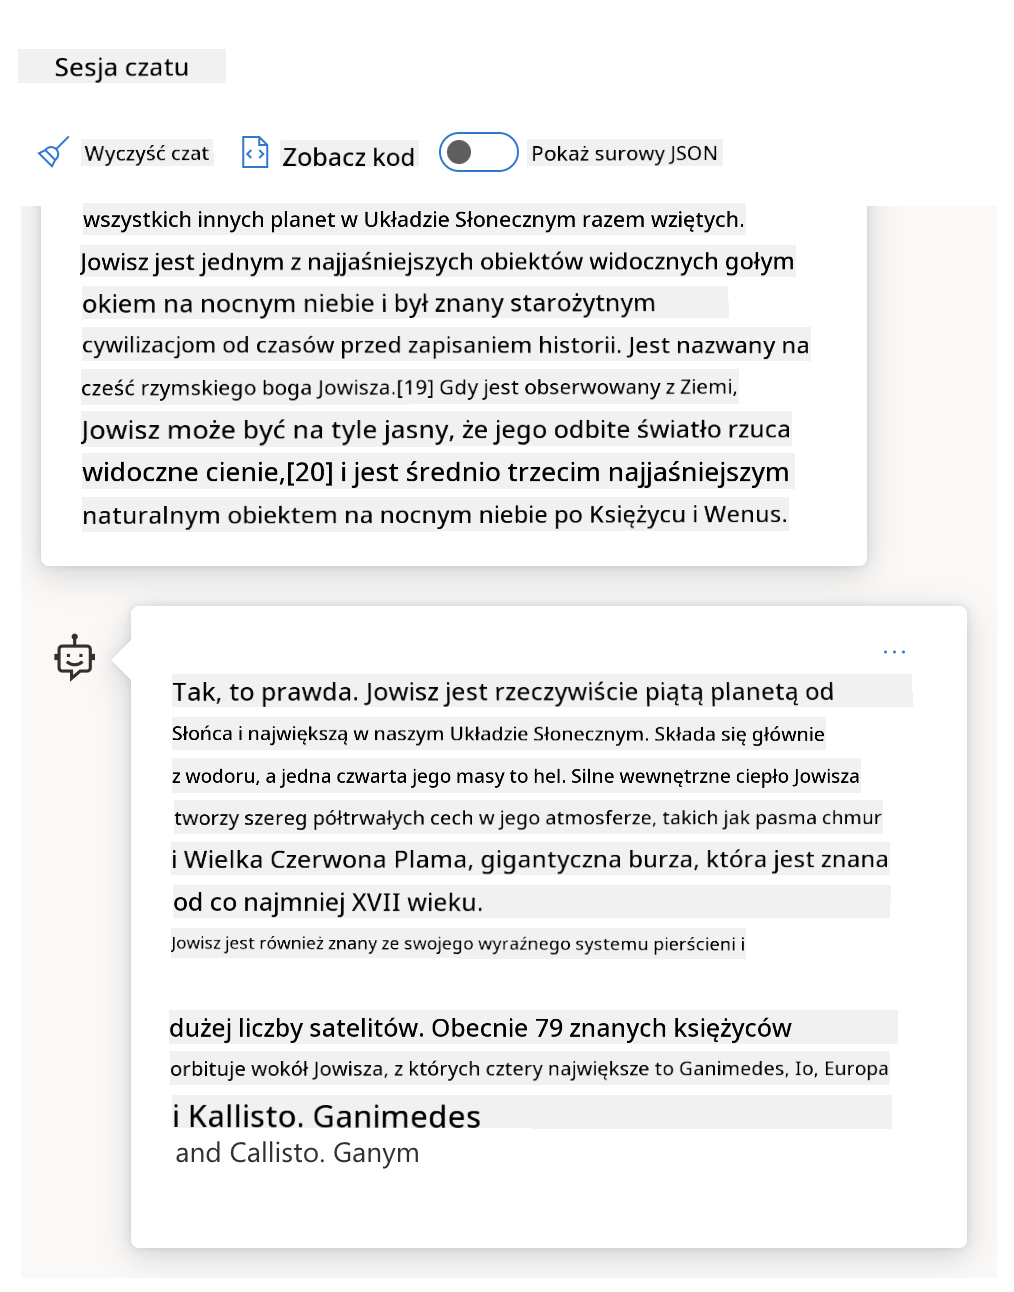 Sesja czatu
Wyczyść czat
Zobacz kod
Pokaż surowy JSON
wszystkich innych planet w Układzie Słonecznym razem wziętych.
Jowisz jest jednym z najjaśniejszych obiektów widocznych gołym
okiem na nocnym niebie i był znany starożytnym
cywilizacjom od czasów przed zapisaniem historii. Jest nazwany na
cześć rzymskiego boga Jowisza.[19] Gdy jest obserwowany z Ziemi,
Jowisz może być na tyle jasny, że jego odbite światło rzuca
widoczne cienie,[20] i jest średnio trzecim najjaśniejszym
naturalnym obiektem na nocnym niebie po Księżycu i Wenus.
Tak, to prawda. Jowisz jest rzeczywiście piątą planetą od
Słońca i największą w naszym Układzie Słonecznym. Składa się głównie
z wodoru, a jedna czwarta jego masy to hel. Silne wewnętrzne ciepło Jowisza
tworzy szereg półtrwałych cech w jego atmosferze, takich jak pasma chmur
i Wielka Czerwona Plama, gigantyczna burza, która jest znana
od co najmniej XVII wieku.
Jowisz jest również znany ze swojego wyraźnego systemu pierścieni i
dużej liczby satelitów. Obecnie 79 znanych księżyców
orbituje wokół Jowisza, z których cztery największe to Ganimedes, Io, Europa
i Kallisto. Ganimedes
and Callisto. Ganym